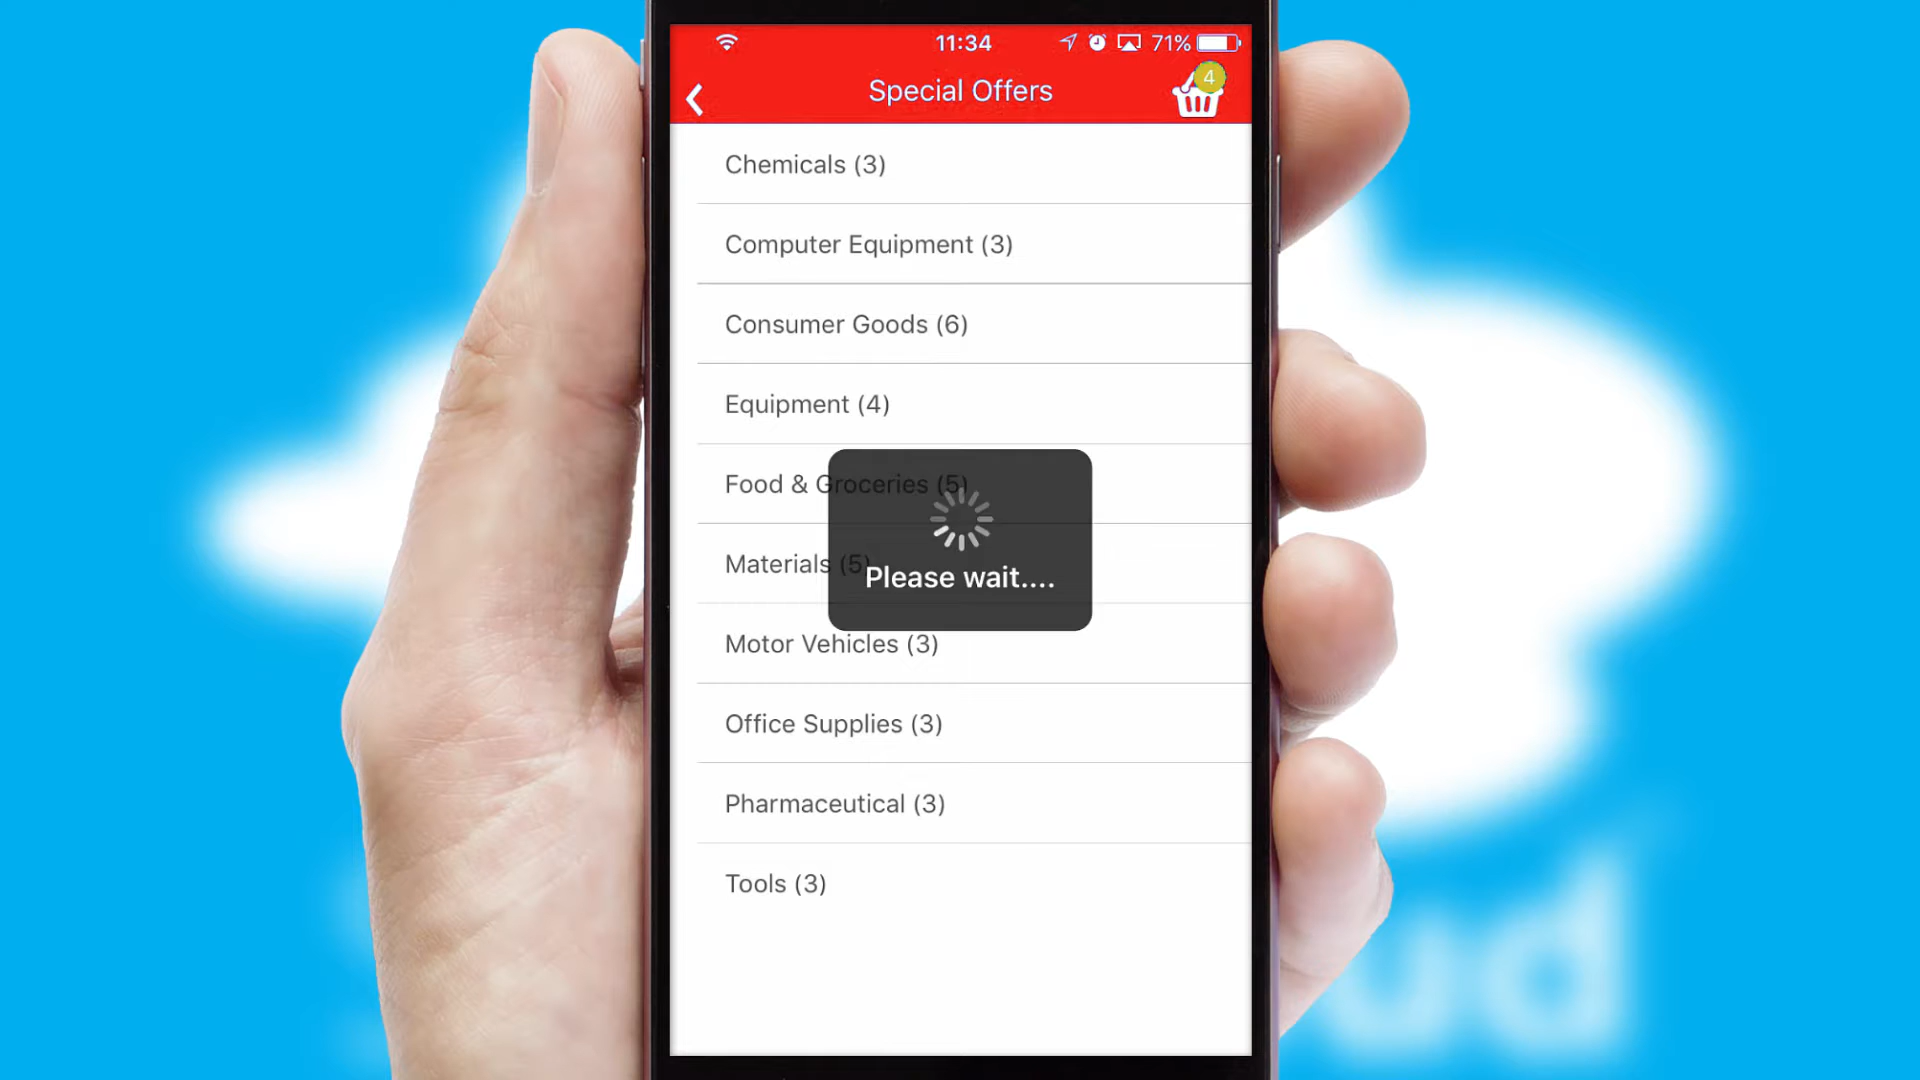 11:34
71%
Special Offers
4
Chemicals (3)
Computer Equipment (3)
Consumer Goods (6)
Equipment (4)
Food & Groceries (5)
Materials (5)
Please wait....
Motor Vehicles (3)
Office Supplies (3)
Pharmaceutical (3)
Tools (3)
ud